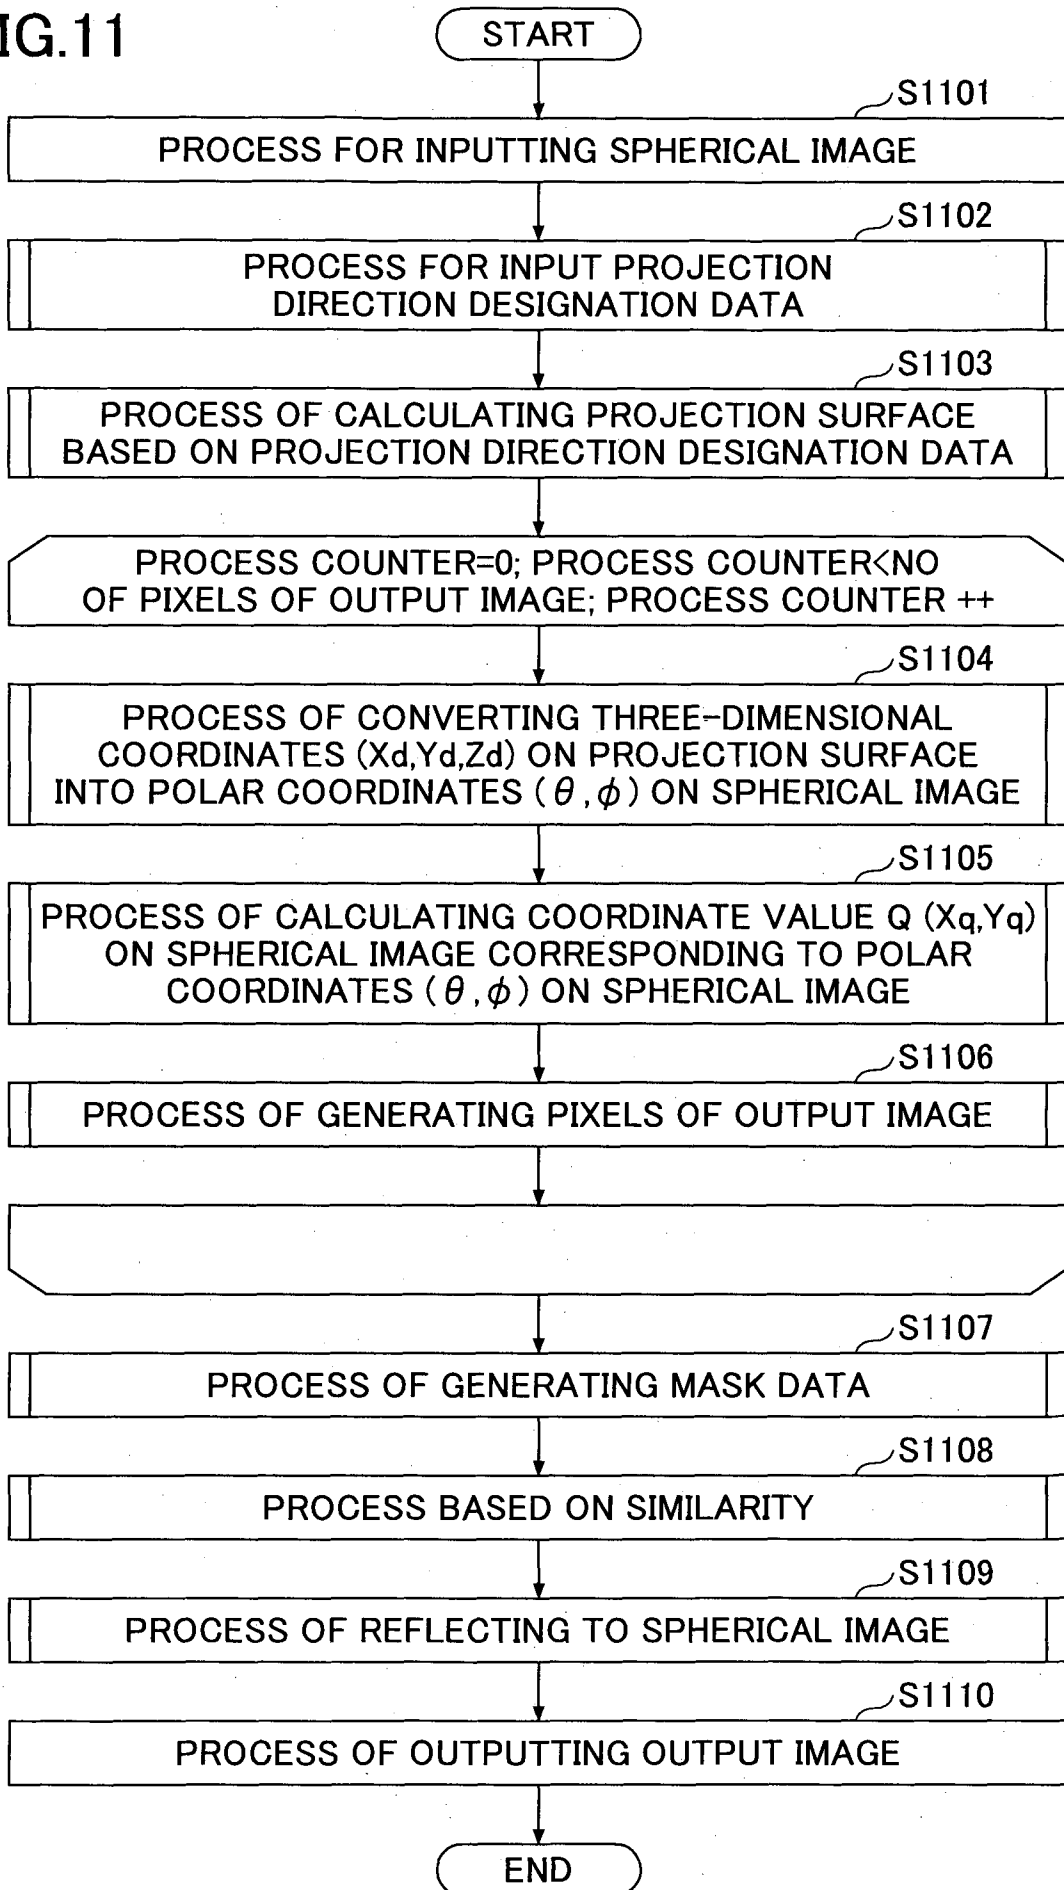 IG.11
START
S1101
PROCESS FOR INPUTTING SPHERICAL IMAGE
S1102
PROCESS FOR INPUT PROJECTION
DIRECTION DESIGNATION DATA
S1103
PROCESS OF CALCULATING PROJECTION SURFACE
BASED ON PROJECTION DIRECTION DESIGNATION DATA
PROCESS COUNTER=0; PROCESS COUNTER<NO
OF PIXELS OF OUTPUT IMAGE; PROCESS COUNTER ++
S1104
PROCESS OF CONVERTING THREE-DIMENSIONAL
COORDINATES (Xd,Yd,Zd) ON PROJECTION SURFACE
INTO POLAR COORDINATES (θ,φ) ON SPHERICAL IMAGE
S1105
PROCESS OF CALCULATING COORDINATE VALUE Q (Xq,Yq)
ON SPHERICAL IMAGE CORRESPONDING TO POLAR
COORDINATES (θ,φ) ON SPHERICAL IMAGE
S1106
PROCESS OF GENERATING PIXELS OF OUTPUT IMAGE
S1107
PROCESS OF GENERATING MASK DATA
S1108
PROCESS BASED ON SIMILARITY
S1109
PROCESS OF REFLECTING TO SPHERICAL IMAGE
S1110
PROCESS OF OUTPUTTING OUTPUT IMAGE
END